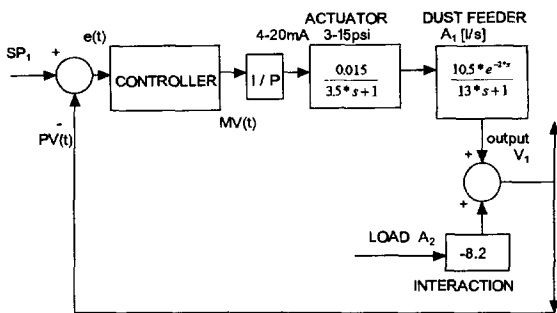 ACTUATOR
DUST FEEDER
4-20mA
3-15psi
A₁ [l/s]
e(t)
SP₁
+
CONTROLLER
I / P
0.015
3.5* s+1
10.5*e^-2*s
13* s+1
-
PV(t)
MV(t)
output
V₁
+
+
LOAD A₂
-8.2
INTERACTION